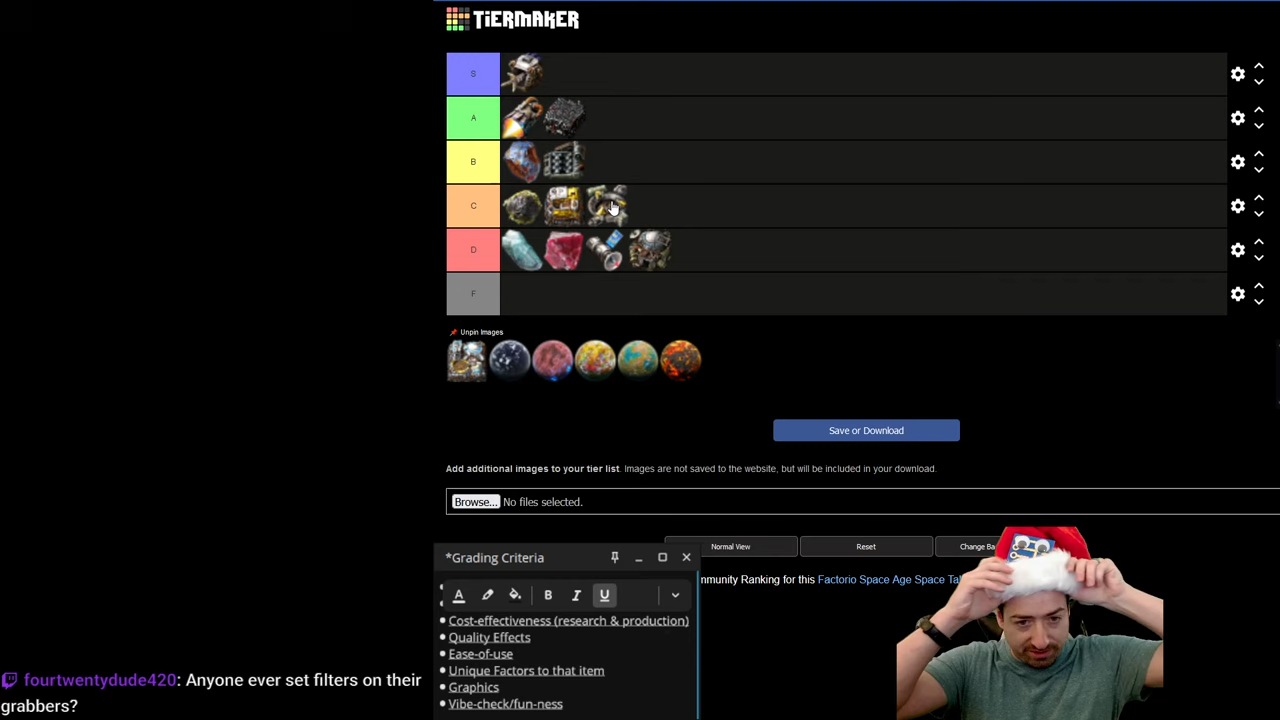 TiERMAKER
S
A
B
C
D
F
Unpin Images
Save or Download
Add additional images to your tier list. Images are not saved to the website, but will be included in your download.
Browse... No files selected.
Normal View
Reset
Change Ba
mmunity Ranking for this Factorio Space Age Space Ta
*Grading Criteria
A B I U
Cost-effectiveness (research & production)
Quality Effects
Ease-of-use
Unique Factors to that item
Graphics
Vibe-check/fun-ness
fourtwentydude420: Anyone ever set filters on their
grabbers?